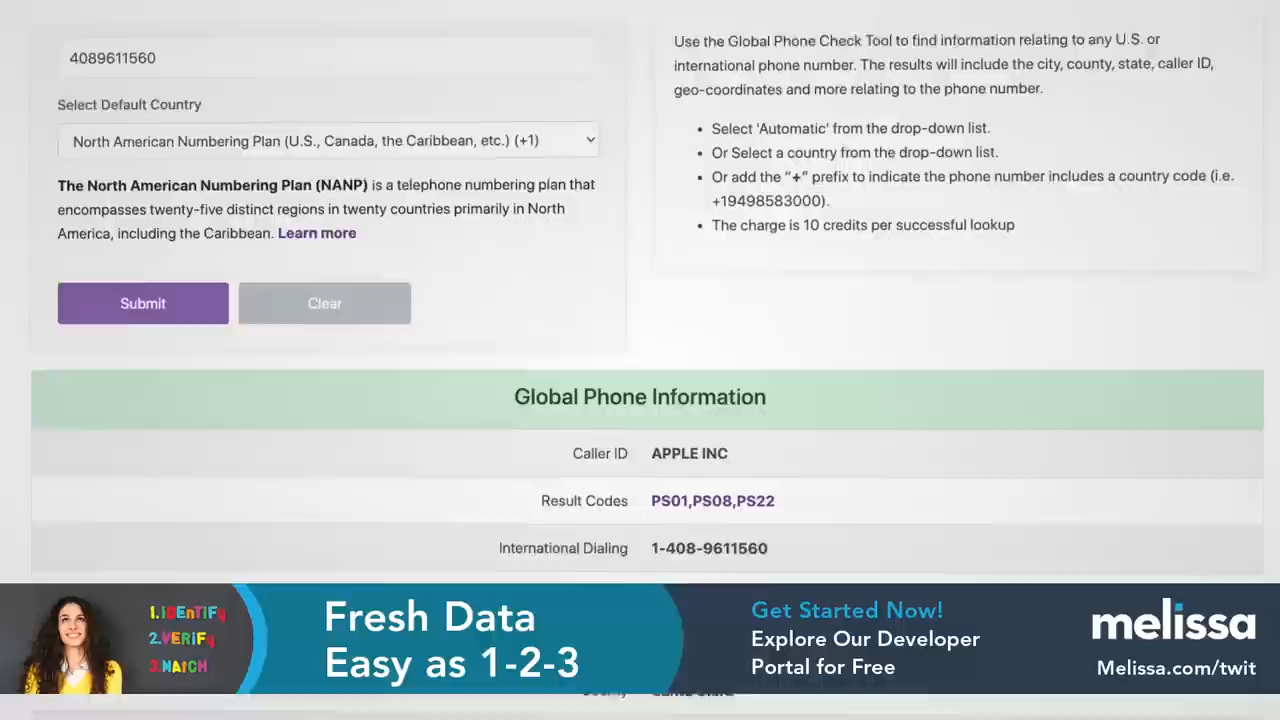 4089611560
Select Default Country
North American Numbering Plan (U.S., Canada, the Caribbean, etc.) (+1)
The North American Numbering Plan (NANP) is a telephone numbering plan that
encompasses twenty-five distinct regions in twenty countries primarily in North
America, including the Caribbean. Learn more
Submit
Clear
Use the Global Phone Check Tool to find information relating to any U.S. or
international phone number. The results will include the city, county, state, caller ID,
geo-coordinates and more relating to the phone number.
• Select 'Automatic' from the drop-down list.
• Or Select a country from the drop-down list.
• Or add the “+” prefix to indicate the phone number includes a country code (i.e.
+19498583000).
• The charge is 10 credits per successful lookup
Global Phone Information
Caller ID APPLE INC
Result Codes PS01,PS08,PS22
International Dialing 1-408-9611560
1.iDEnTiFy
2.VERiFy
3.MATCH
Fresh Data
Easy as 1-2-3
Get Started Now!
Explore Our Developer
Portal for Free
melissa
Melissa.com/twit